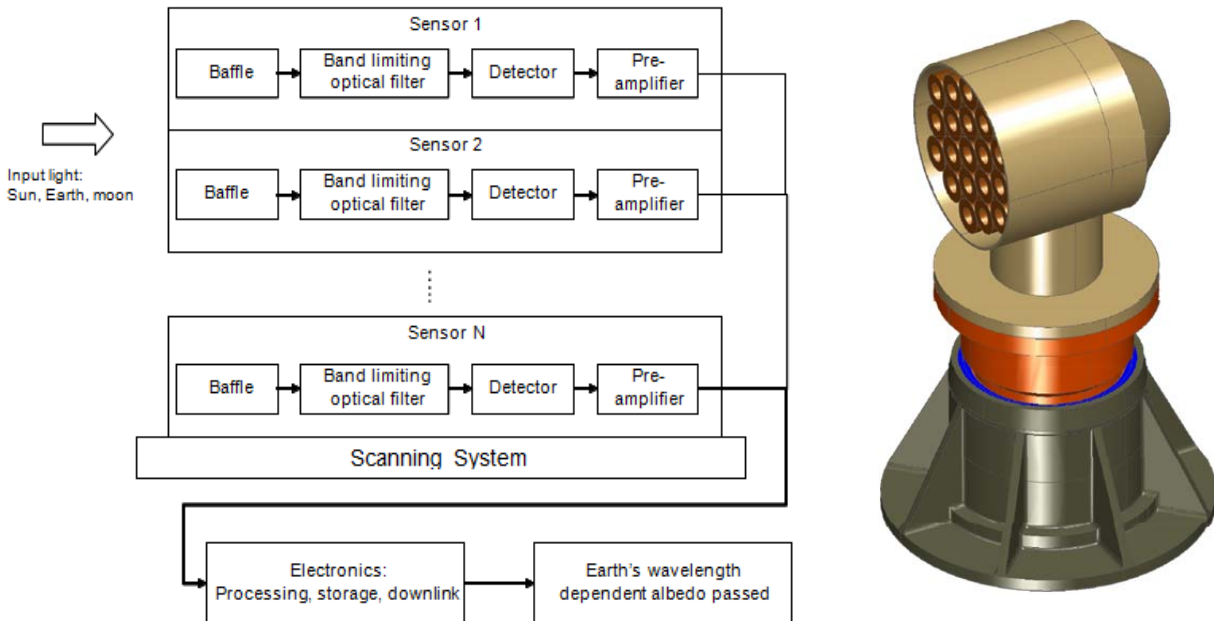 Sensor 1
Baffle
Band limiting
optical filter
Detector
Pre-
amplifier
Sensor 2
Baffle
Band limiting
optical filter
Detector
Pre-
amplifier
Input light:
Sun, Earth, moon
Sensor N
Baffle
Band limiting
optical filter
Detector
Pre-
amplifier
Scanning System
Electronics:
Processing, storage, downlink
Earth's wavelength
dependent albedo passed